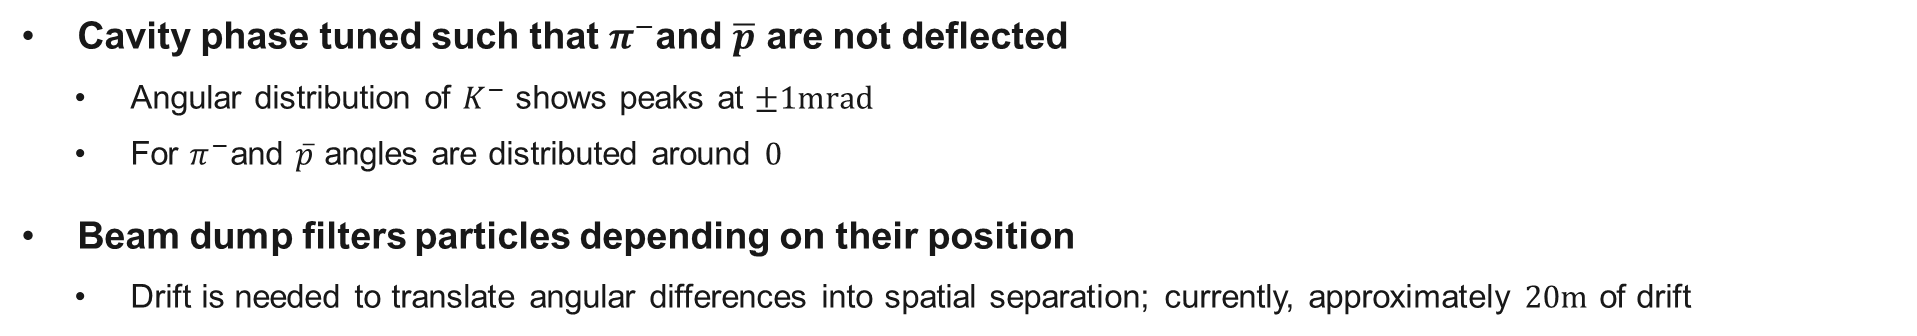 • Cavity phase tuned such that π⁻and p̅ are not deflected
• Angular distribution of K⁻ shows peaks at ±1mrad
• For π⁻and p̅ angles are distributed around 0
• Beam dump filters particles depending on their position
• Drift is needed to translate angular differences into spatial separation; currently, approximately 20m of drift